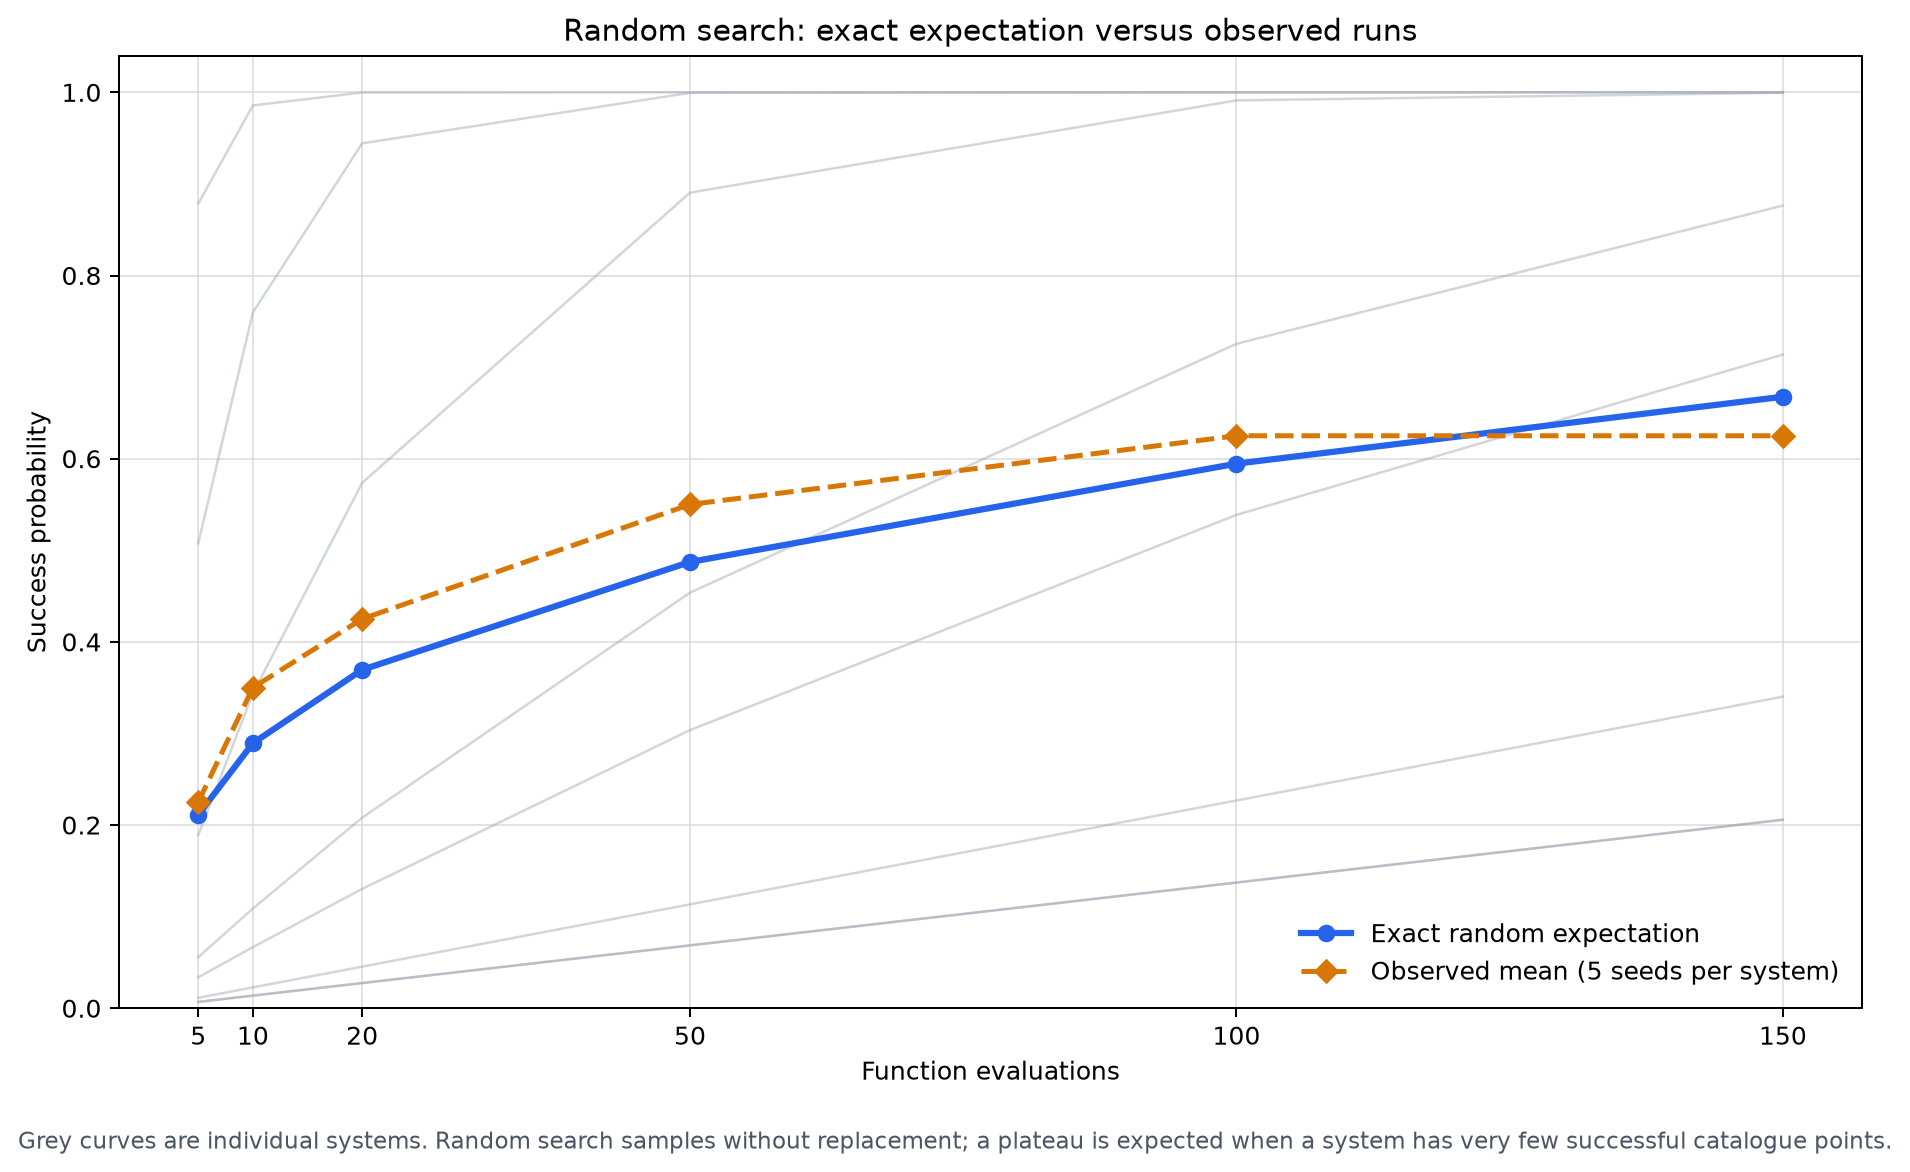 Random search: exact expectation versus observed runs
Success probability
1.0
0.8
0.6
0.4
0.2
0.0
5 10 20 50 100 150
Function evaluations
Exact random expectation
Observed mean (5 seeds per system)
Grey curves are individual systems. Random search samples without replacement; a plateau is expected when a system has very few successful catalogue points.